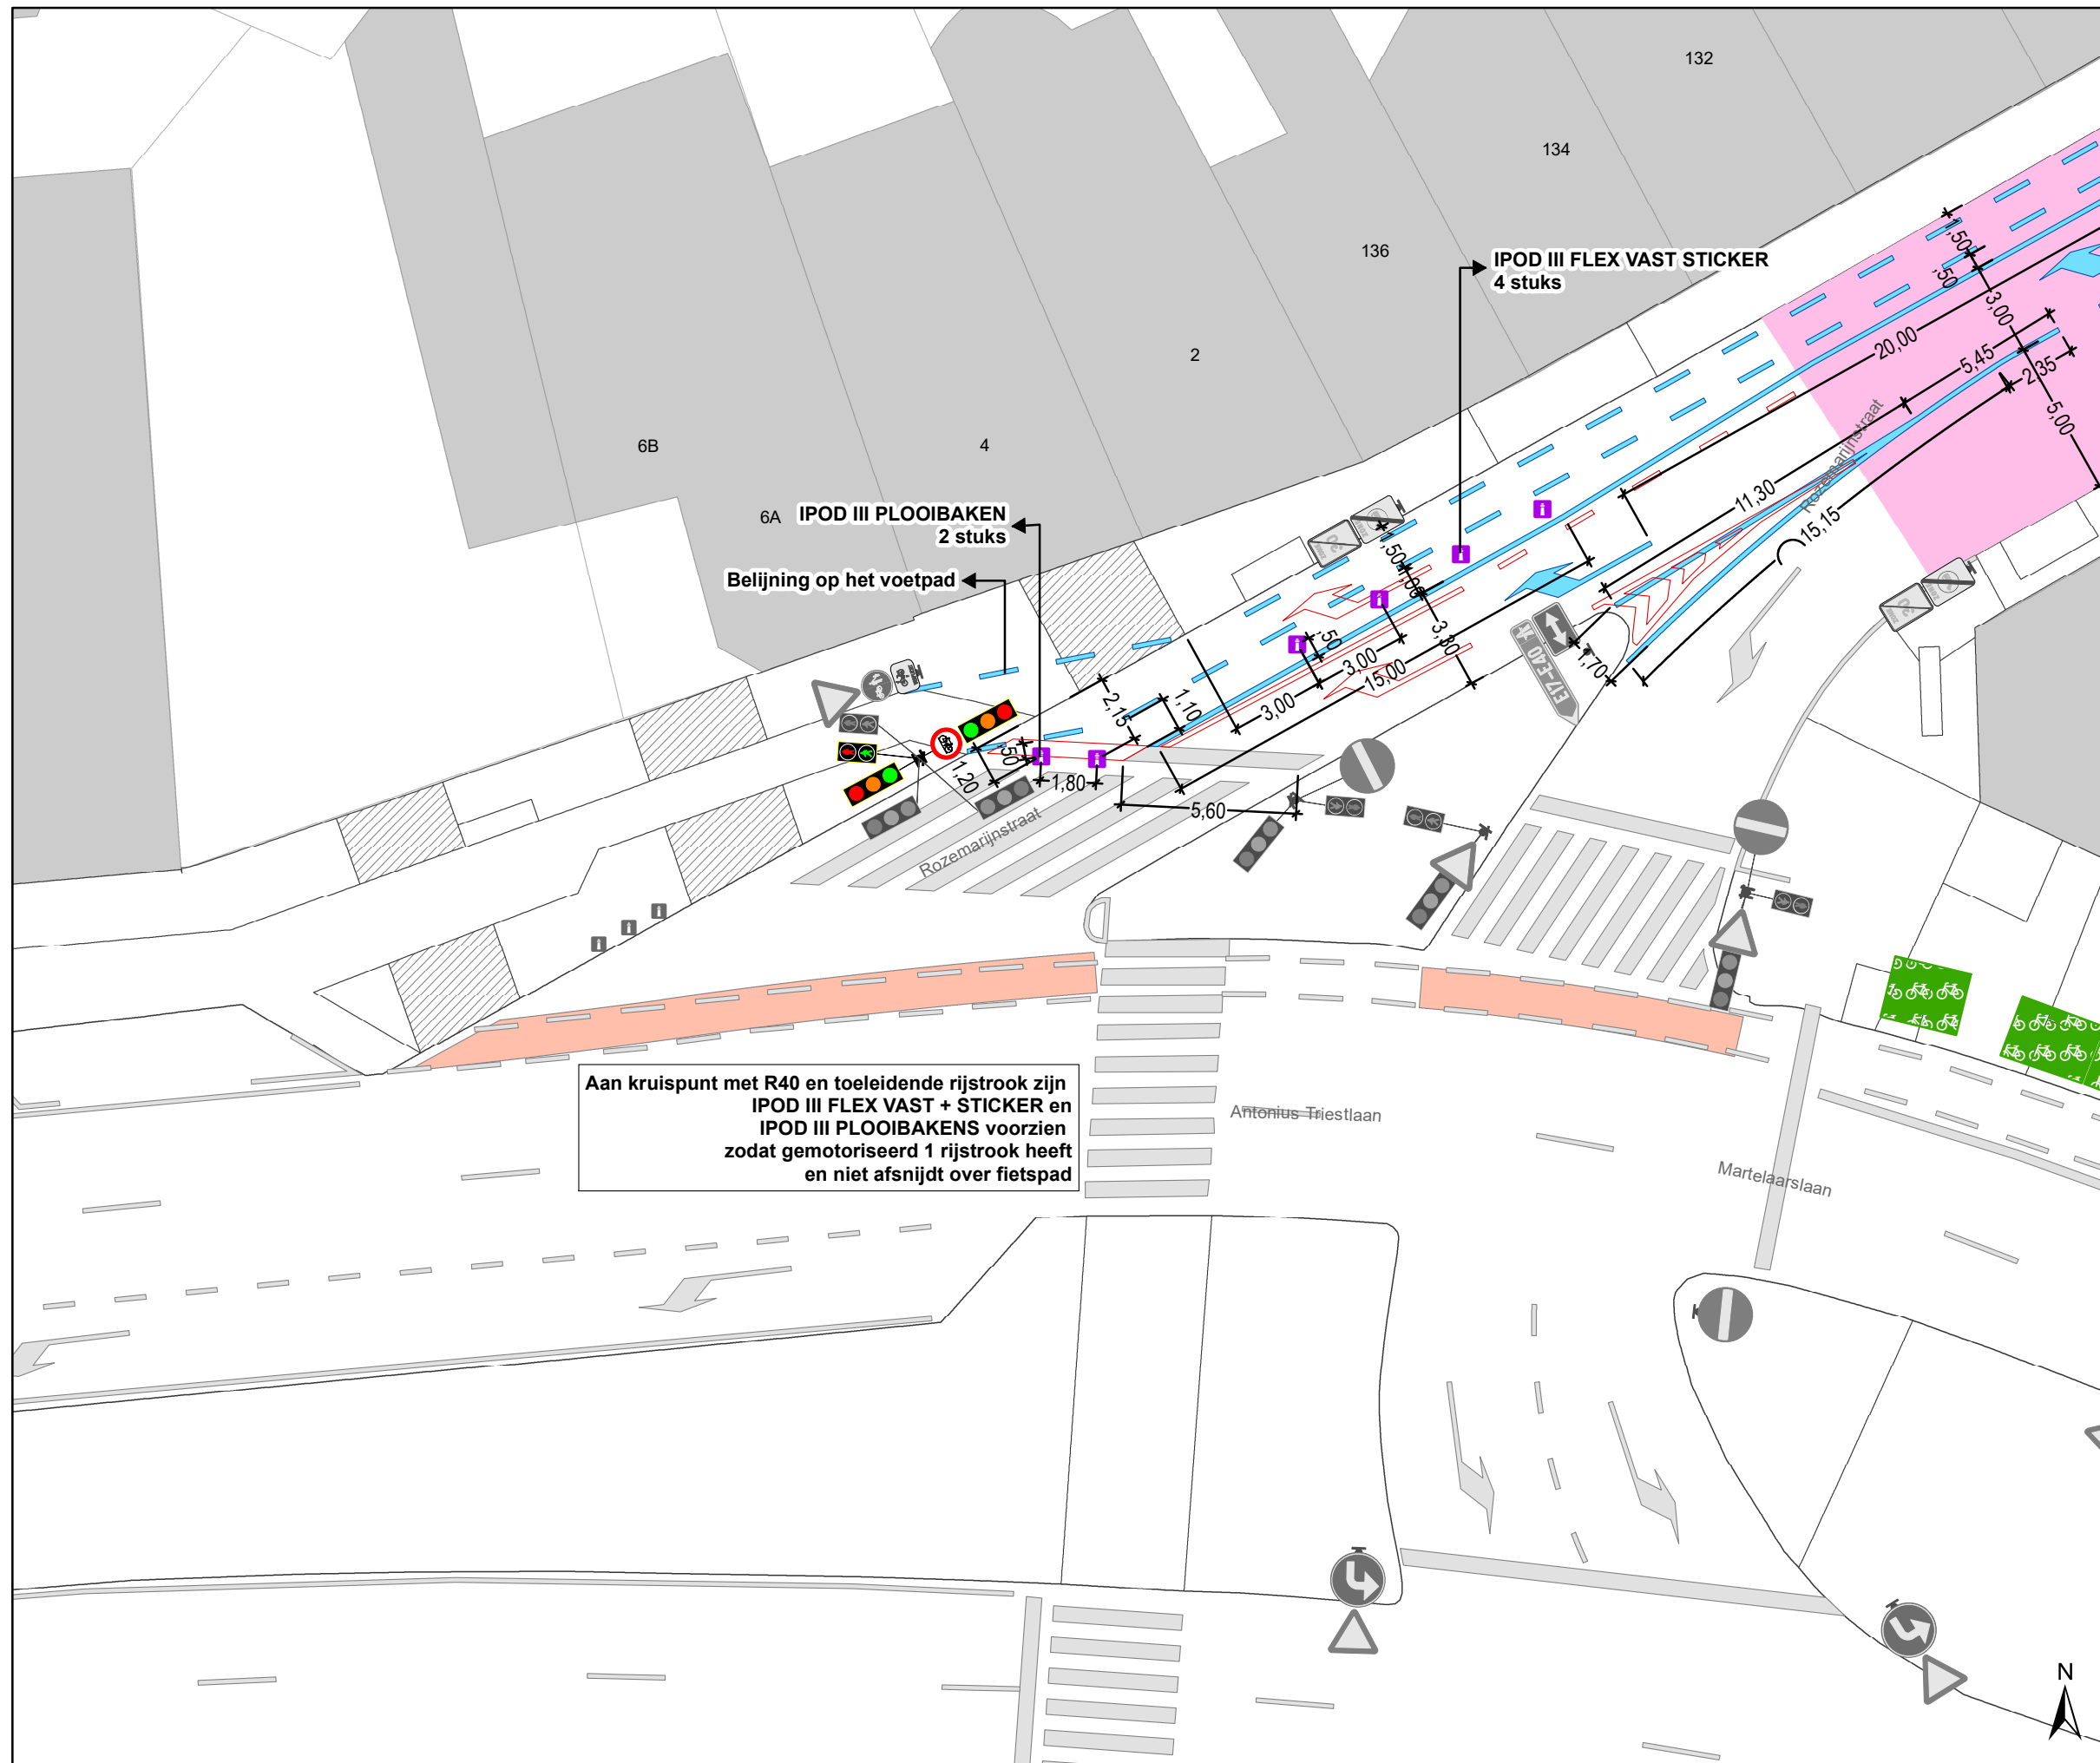 132
134
136
2
4
6B
6A
IPOD III FLEX VAST STICKER
4 stuks
IPOD III PLOOIBAKEN
2 stuks
Belijning op het voetpad
,50
,50
3,00
20,00
5,45
2,35
5,00
Rozemarijnstraat
11,30
15,15
1,50
3,30
,50
3,00
15,00
3,00
1,70
E17-E40
2,15
1,10
,50
1,20
1,80
5,60
Rozemarijnstraat
Aan kruispunt met R40 en toeleidende rijstrook zijn
IPOD III FLEX VAST + STICKER en
IPOD III PLOOIBAKENS voorzien
zodat gemotoriseerd 1 rijstrook heeft
en niet afsnijdt over fietspad
Antonius Triestlaan
Martelaarslaan
N